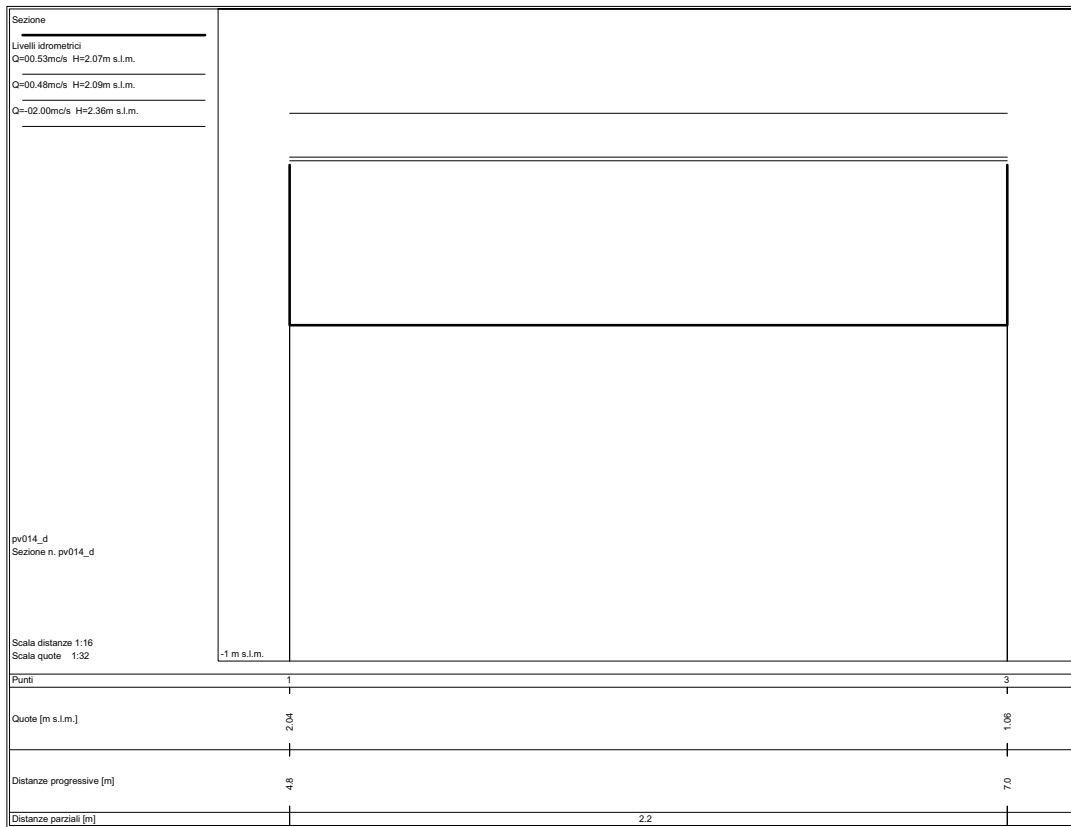 Sezione
Livelli idrometrici
Q=00.53mc/s H=2.07m s.l.m.
Q=00.48mc/s H=2.09m s.l.m.
Q=-02.00mc/s H=2.36m s.l.m.
pv014_d
Sezione n. pv014_d
Scala distanze 1:16
Scala quote 1:32
-1 m s.l.m.
Punti 1 3
Quote [m s.l.m.] 2.04 1.06
Distanze progressive [m] 4.8 7.0
Distanze parziali [m] 2.2